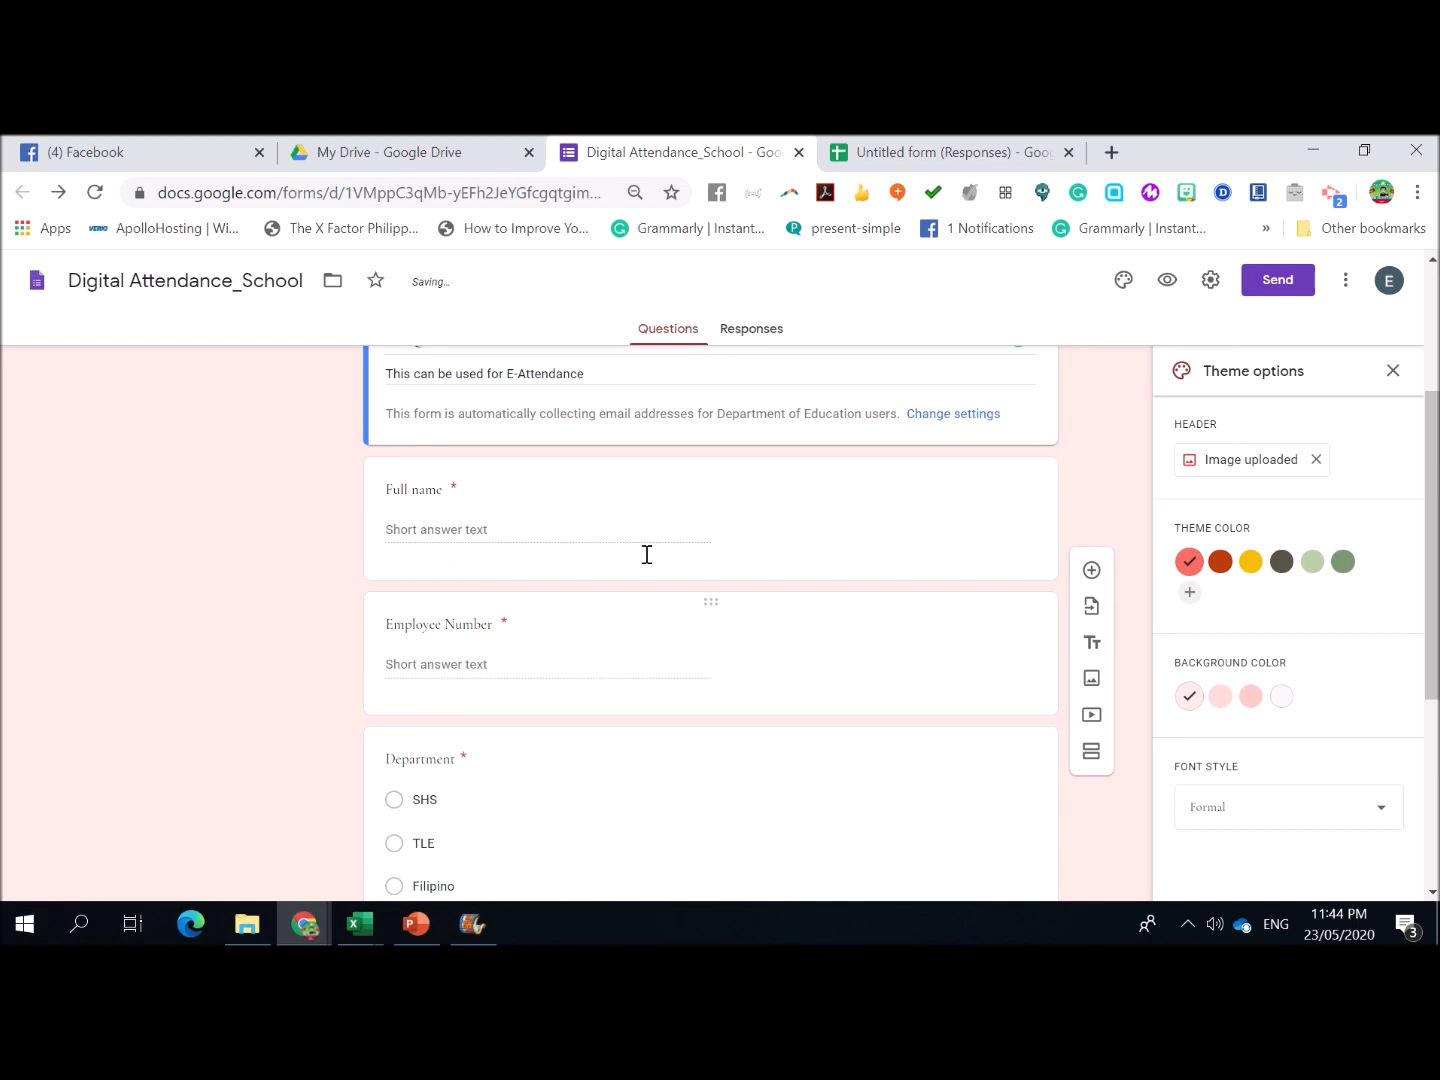 (4) Facebook
My Drive - Google Drive
Digital Attendance_School - Goo
Untitled form (Responses) - Goog
docs.google.com/forms/d/1VMppC3qMb-yEFh2JeYGfcgqtgim...
2
Apps
VERIO ApolloHosting | Wi...
The X Factor Philipp...
How to Improve Yo...
Grammarly | Instant...
present-simple
1 Notifications
Grammarly | Instant...
»
Other bookmarks
Digital Attendance_School
Saving...
Send
E
Questions
Responses
This can be used for E-Attendance
This form is automatically collecting email addresses for Department of Education users. Change settings
Full name *
Short answer text
Employee Number *
Short answer text
Department *
SHS
TLE
Filipino
Theme options
HEADER
Image uploaded
THEME COLOR
BACKGROUND COLOR
FONT STYLE
Formal
ENG
11:44 PM
23/05/2020
3